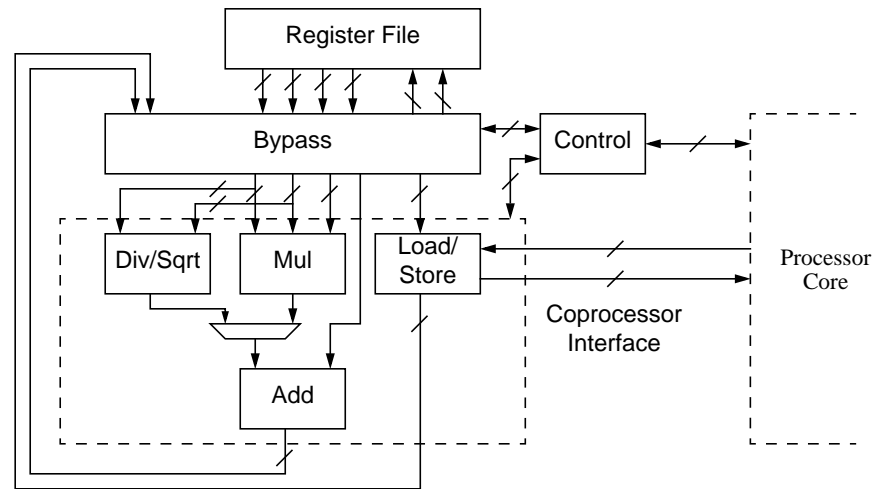 Register File
Bypass
Control
Div/Sqrt
Mul
Load/
Store
Processor
Core
Coprocessor
Interface
Add